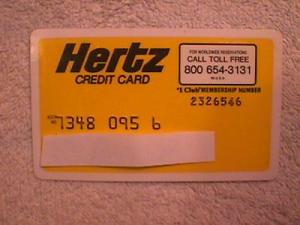 Hertz
CREDIT CARD
FOR WORLDWIDE RESERVATIONS
CALL TOLL FREE
800 654-3131
#1 Club/MEMBERSHIP NUMBER
2326546
7348 095 6